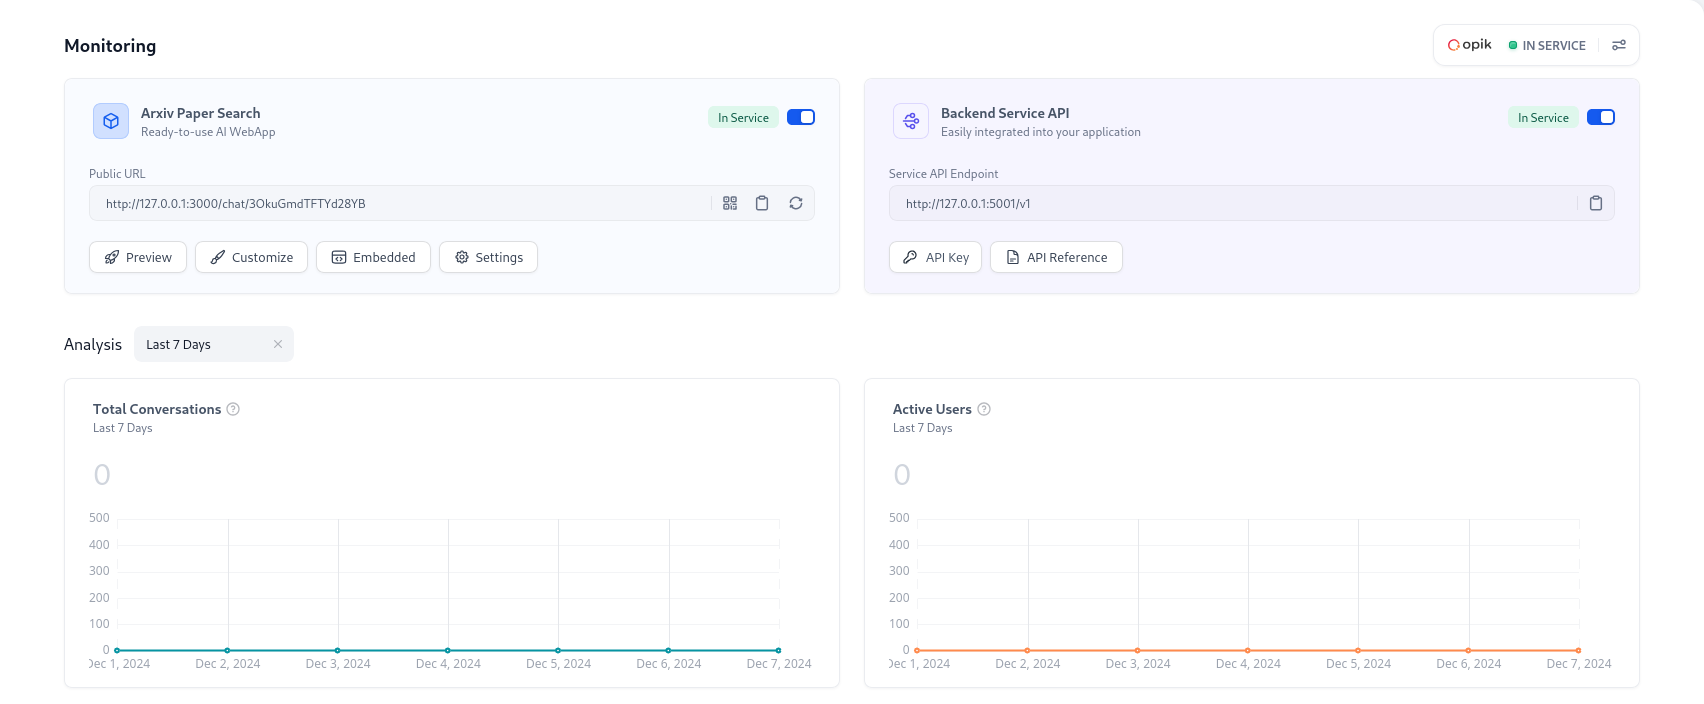 Monitoring
opik IN SERVICE
Arxiv Paper Search
Ready-to-use AI WebApp
In Service
Public URL
http://127.0.0.1:3000/chat/3OkuGmdTFTYd28YB
Preview
Customize
Embedded
Settings
Backend Service API
Easily integrated into your application
In Service
Service API Endpoint
http://127.0.0.1:5001/v1
API Key
API Reference
Analysis
Last 7 Days
Total Conversations
Last 7 Days
0
500
400
300
200
100
0
Dec 1, 2024 Dec 2, 2024 Dec 3, 2024 Dec 4, 2024 Dec 5, 2024 Dec 6, 2024 Dec 7, 2024
Active Users
Last 7 Days
0
500
400
300
200
100
0
Dec 1, 2024 Dec 2, 2024 Dec 3, 2024 Dec 4, 2024 Dec 5, 2024 Dec 6, 2024 Dec 7, 2024